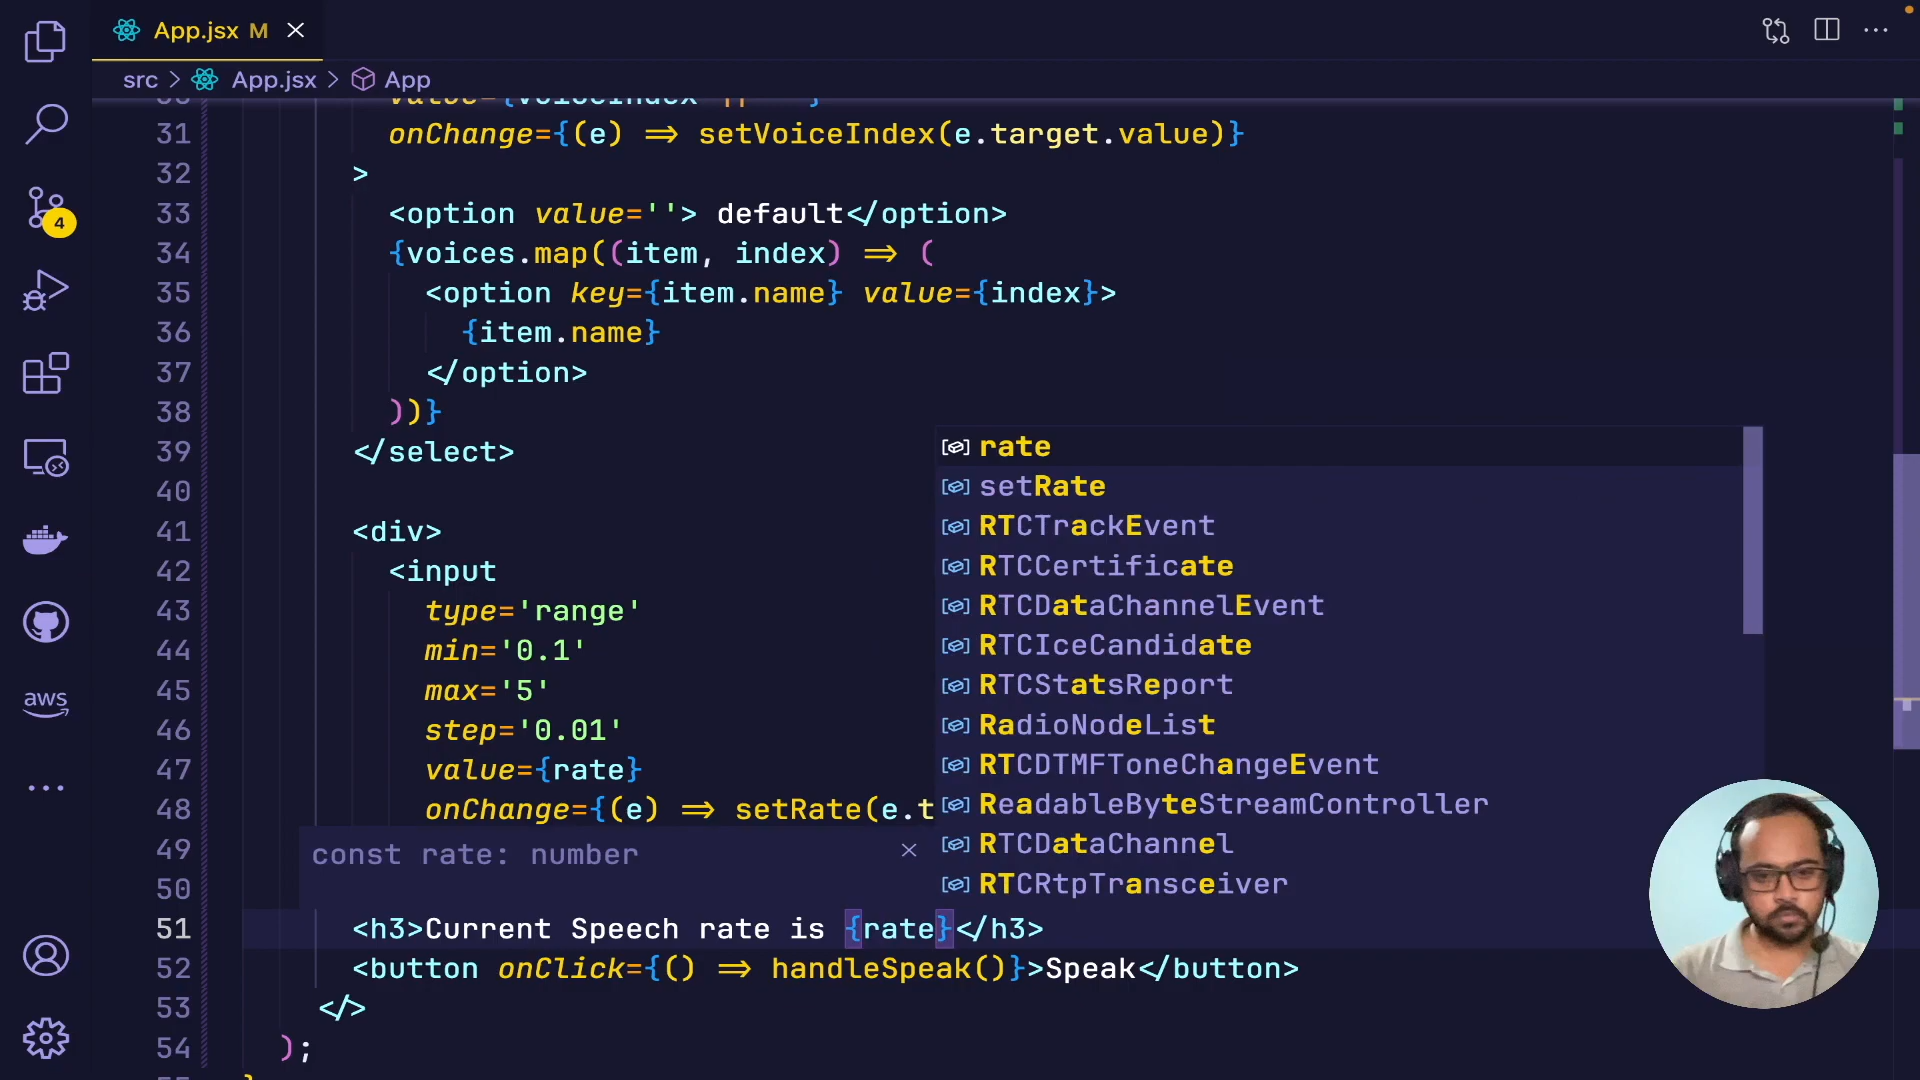 App.jsx M
src > App.jsx > App
31 onChange={(e) => setVoiceIndex(e.target.value)}
32 >
33 <option value=''> default</option>
34 {voices.map((item, index) => (
35 <option key={item.name} value={index}>
36 {item.name}
37 </option>
38 ))}
39 </select>
40
41 <div>
42 <input
43 type='range'
44 min='0.1'
45 max='5'
46 step='0.01'
47 value={rate}
48 onChange={(e) => setRate(e.t
49
50
51 <h3>Current Speech rate is {rate}</h3>
52 <button onClick={() => handleSpeak()}>Speak</button>
53 </>
54 );
rate
setRate
RTCTrackEvent
RTCCertificate
RTCDataChannelEvent
RTCIceCandidate
RTCStatsReport
RadioNodeList
RTCDTMFToneChangeEvent
ReadableByteStreamController
RTCDataChannel
RTCRtpTransceiver
const rate: number
4
aws